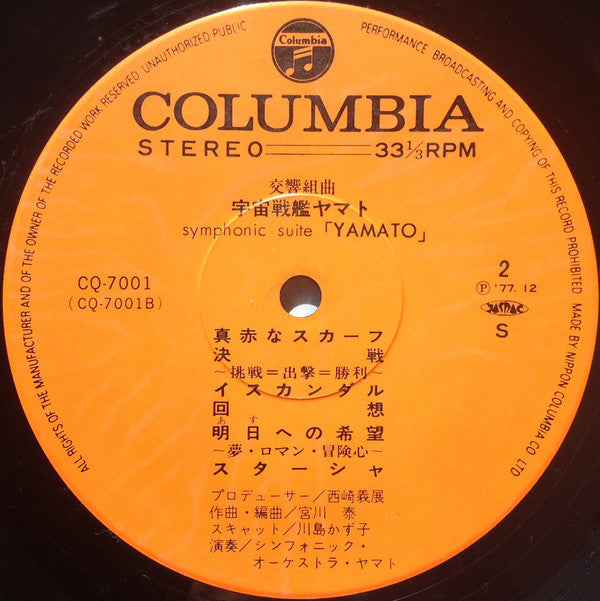 ALL RIGHTS OF THE MANUFACTURER AND OF THE OWNER OF THE RECORDED WORK RESERVED UNAUTHORIZED PUBLIC PERFORMANCE, BROADCASTING AND COPYING OF THIS RECORD PROHIBITED MADE BY NIPPON COLUMBIA CO LTD
Columbia
COLUMBIA
STEREO 33⅓RPM
交響組曲
宇宙戦艦ヤマト
symphonic suite「YAMATO」
CQ-7001
(CQ-7001B)
2
Ⓟ '77. 12
JASRAC
S
真赤なスカーフ
決戦
〜挑戦=出撃=勝利〜
イスカンダル
回想
あす
明日への希望
〜夢・ロマン・冒険心〜
スターシャ
プロデューサー/西崎義展
作曲・編曲/宮川 泰
スキャット/川島かず子
演奏/シンフォニック・
オーケストラ・ヤマト